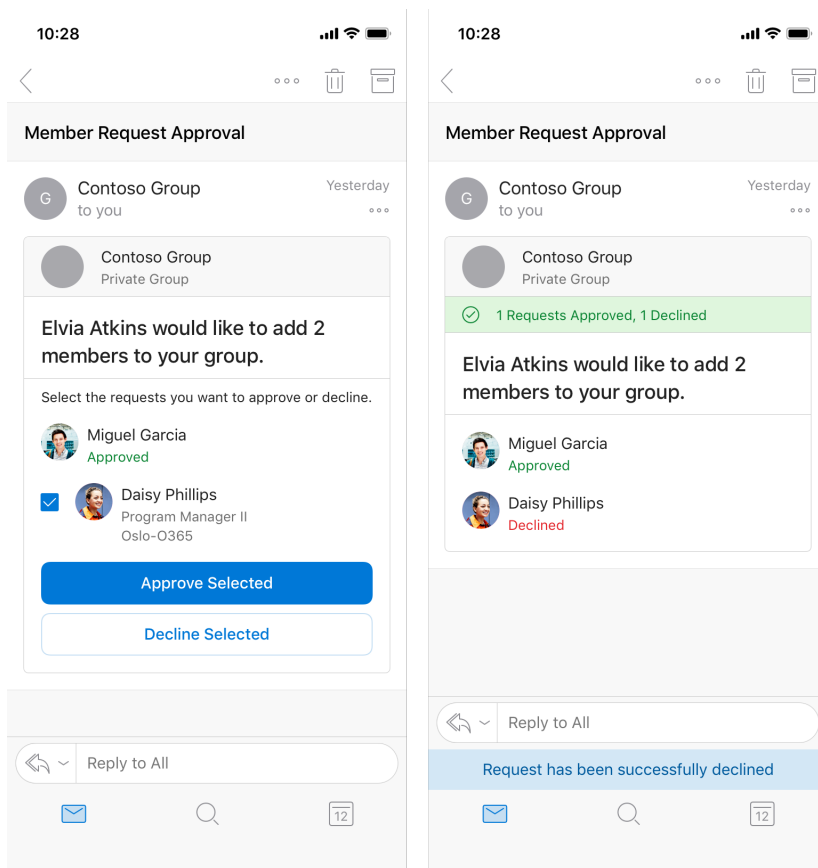 10:28
Member Request Approval
G
Contoso Group
Yesterday
to you
Contoso Group
Private Group
Elvia Atkins would like to add 2
members to your group.
Select the requests you want to approve or decline.
Miguel Garcia
Approved
Daisy Phillips
Program Manager II
Oslo-O365
Approve Selected
Decline Selected
Reply to All
12
10:28
Member Request Approval
G
Contoso Group
Yesterday
to you
Contoso Group
Private Group
1 Requests Approved, 1 Declined
Elvia Atkins would like to add 2
members to your group.
Miguel Garcia
Approved
Daisy Phillips
Declined
Reply to All
Request has been successfully declined
12